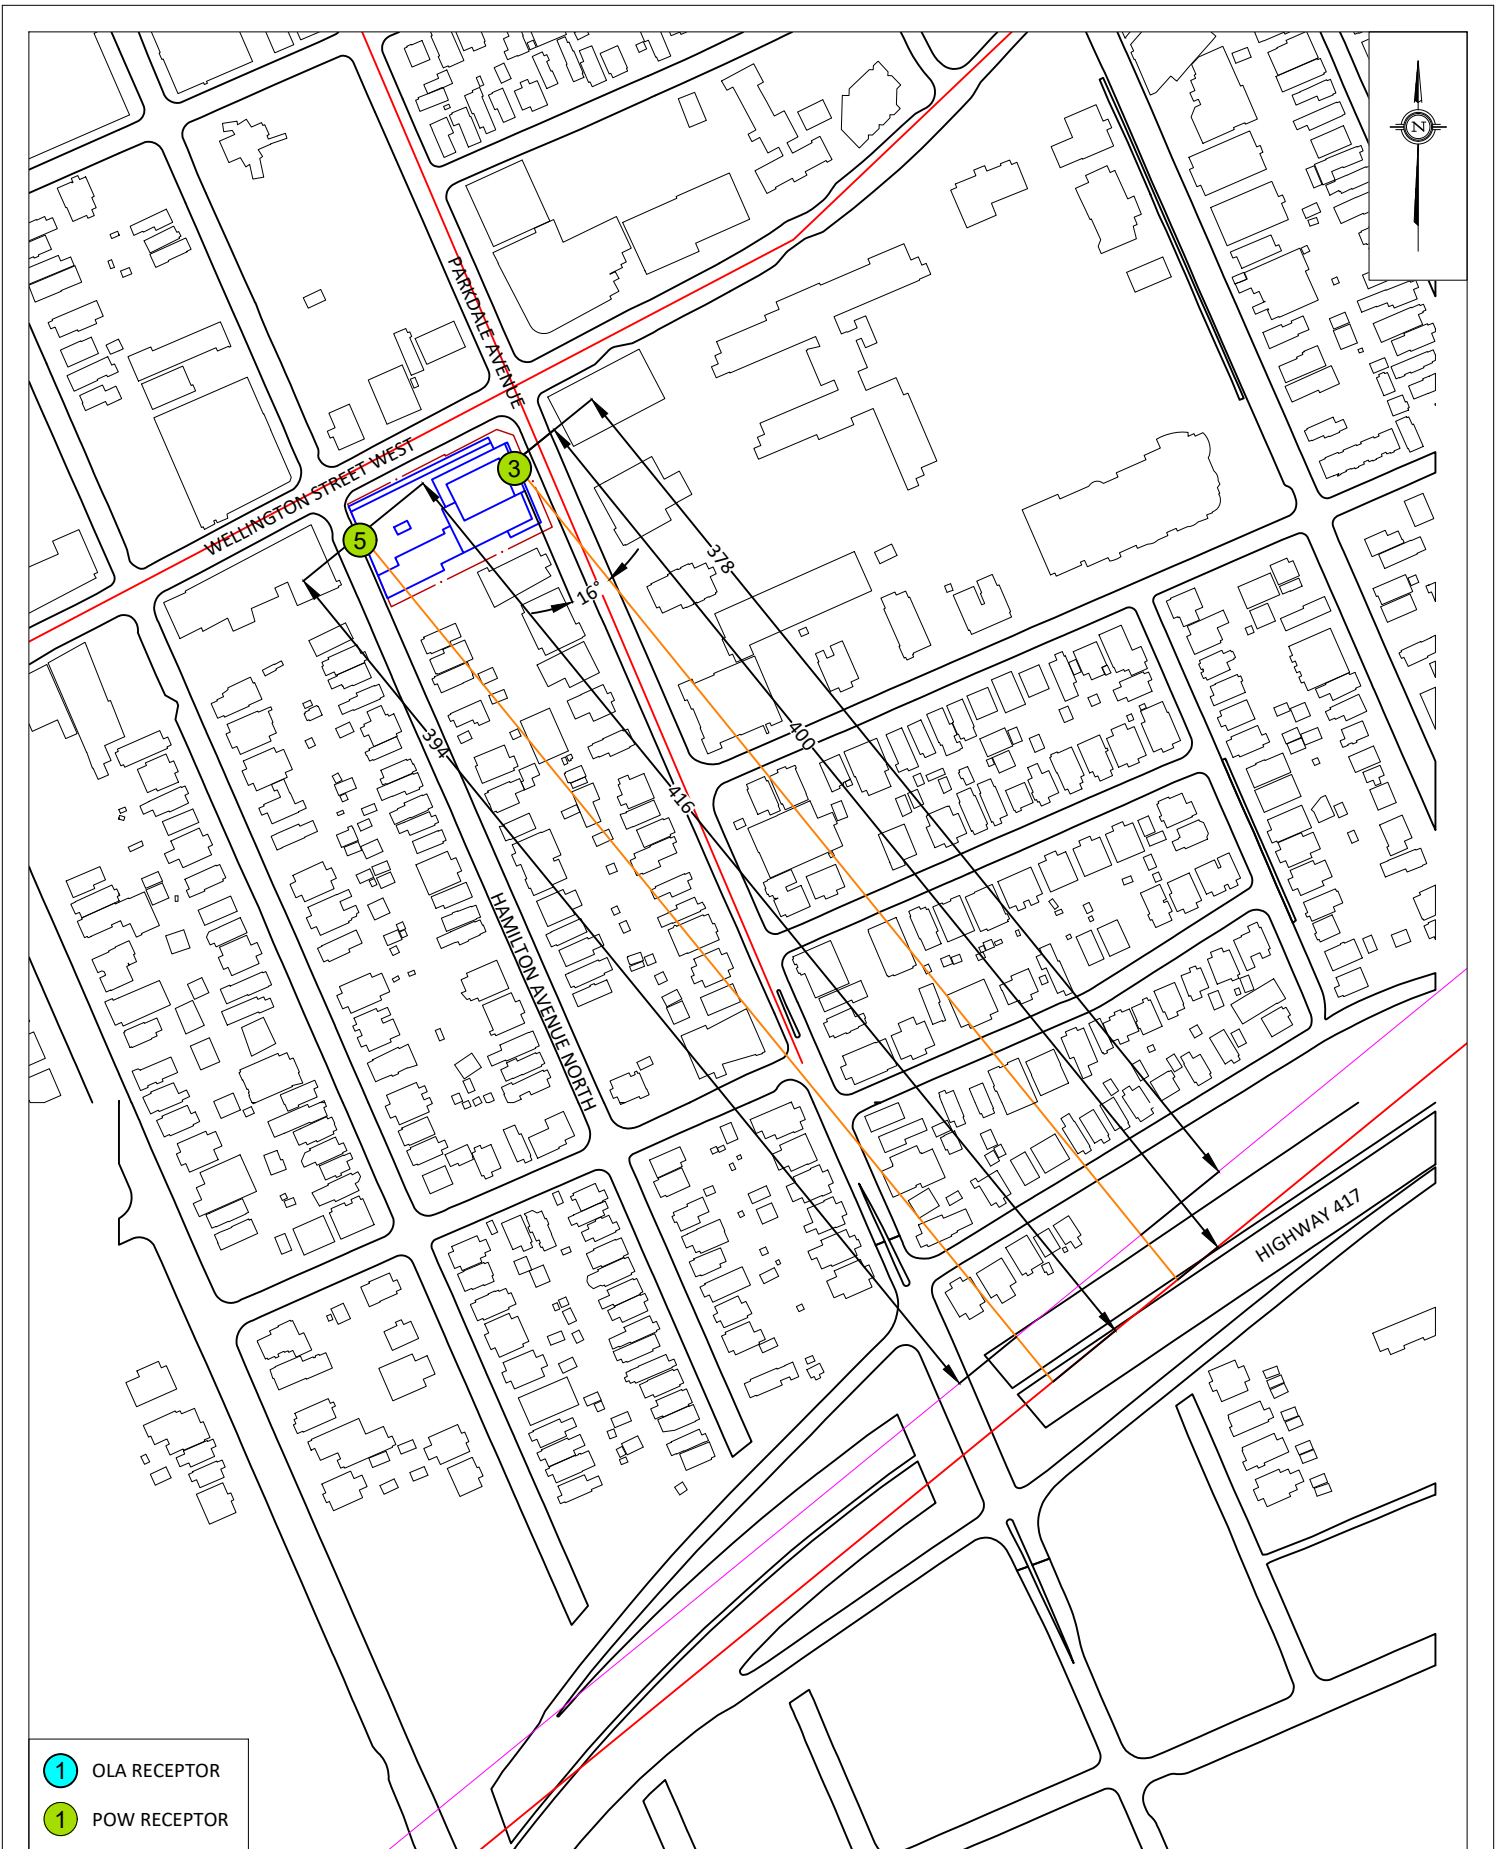 N
PARKDALE AVENUE
WELLINGTON STREET WEST
3
5
378
16°
400
394
416
HAMILTON AVENUE NORTH
HIGHWAY 417
1 OLA RECEPTOR
1 POW RECEPTOR